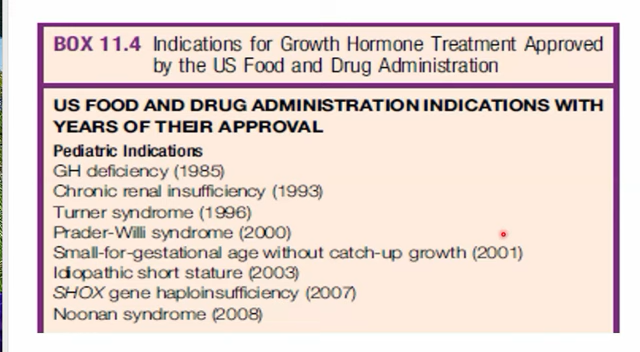 BOX 11.4 Indications for Growth Hormone Treatment Approved
by the US Food and Drug Administration
US FOOD AND DRUG ADMINISTRATION INDICATIONS WITH
YEARS OF THEIR APPROVAL
Pediatric Indications
GH deficiency (1985)
Chronic renal insufficiency (1993)
Turner syndrome (1996)
Prader-Willi syndrome (2000)
Small-for-gestational age without catch-up growth (2001)
Idiopathic short stature (2003)
SHOX gene haploinsufficiency (2007)
Noonan syndrome (2008)